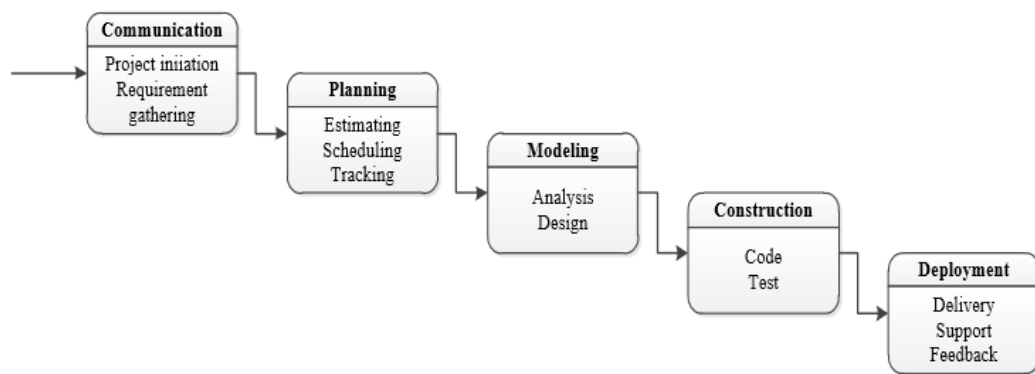 Communication
Project iniiation
Requirement
gathering
Planning
Estimating
Scheduling
Tracking
Modeling
Analysis
Design
Construction
Code
Test
Deployment
Delivery
Support
Feedback